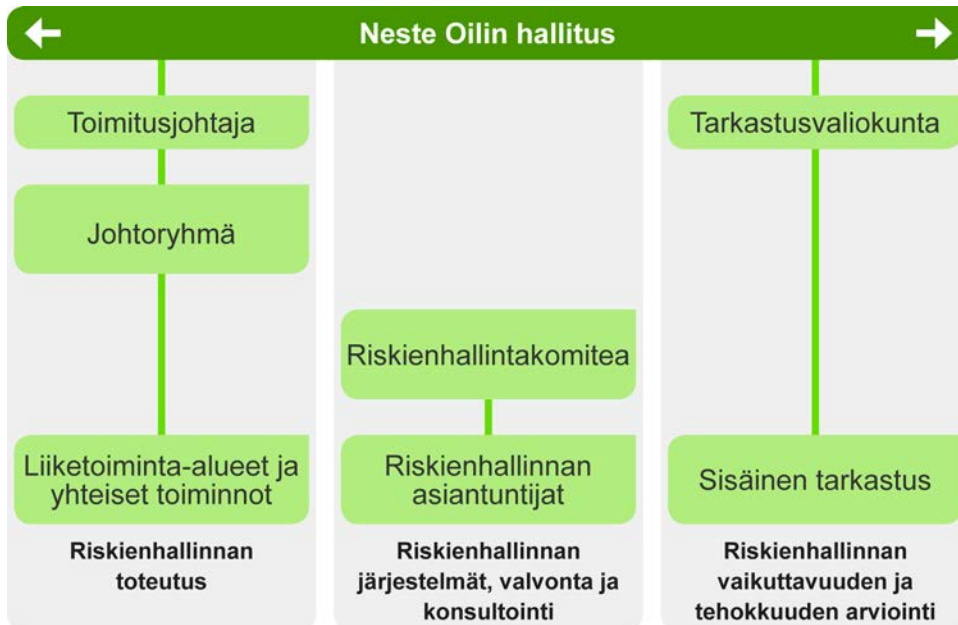 Neste Oilin hallitus
Toimitusjohtaja
Johtoryhmä
Liiketoiminta-alueet ja
yhteiset toiminnot
Riskienhallinnan
toteutus
Riskienhallintakomitea
Riskienhallinnan
asiantuntijat
Riskienhallinnan
järjestelmät, valvonta ja
konsultointi
Tarkastusvaliokunta
Sisäinen tarkastus
Riskienhallinnan
vaikuttavuuden ja
tehokkuuden arviointi